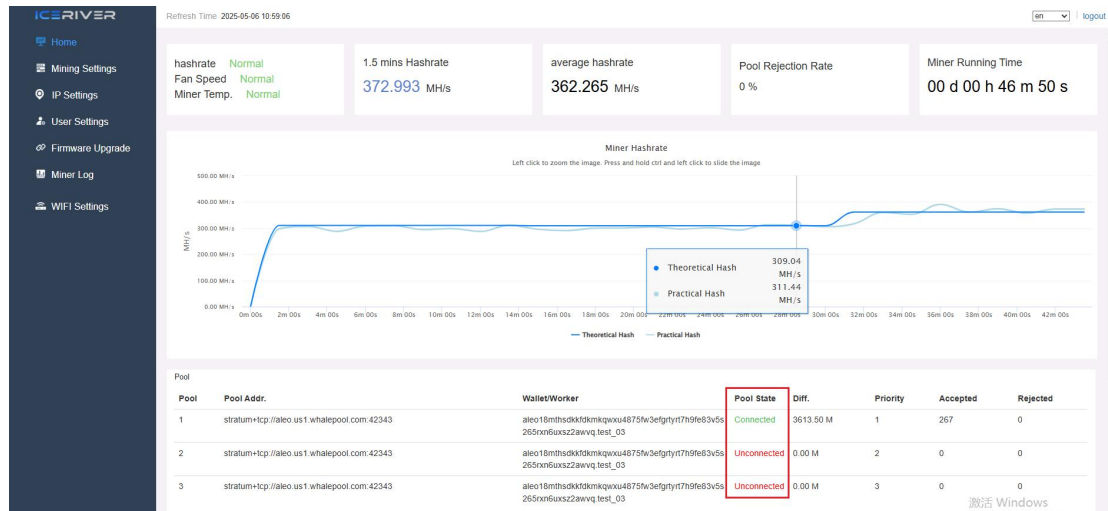 ICERIVER
Refresh Time 2025-05-06 10:59:06
en
logout
Home
Mining Settings
IP Settings
User Settings
Firmware Upgrade
Miner Log
WIFI Settings
hashrate Normal
Fan Speed Normal
Miner Temp. Normal
1.5 mins Hashrate
372.993 MH/s
average hashrate
362.265 MH/s
Pool Rejection Rate
0 %
Miner Running Time
00 d 00 h 46 m 50 s
Miner Hashrate
Left click to zoom the image. Press and hold ctrl and left click to slide the image
MH/s
500.00 MH/s
400.00 MH/s
300.00 MH/s
200.00 MH/s
100.00 MH/s
0.00 MH/s
Theoretical Hash 309.04 MH/s
Practical Hash 311.44 MH/s
0m 00s 2m 00s 4m 00s 6m 00s 8m 00s 10m 00s 12m 00s 14m 00s 16m 00s 18m 00s 20m 00s 22m 00s 24m 00s 26m 00s 28m 00s 30m 00s 32m 00s 34m 00s 36m 00s 38m 00s 40m 00s 42m 00s
Theoretical Hash Practical Hash
Pool
Pool Pool Addr. Wallet/Worker Pool State Diff. Priority Accepted Rejected
1 stratum+tcp://aleo.us1.whalepool.com:42343 aleo18mthsdkkfdkmkqwxu4875fw3efgrtyrt7h9fe83v5s Connected 3613.50 M 1 267 0
265rxn6uxsz2awvq.test_03
2 stratum+tcp://aleo.us1.whalepool.com:42343 aleo18mthsdkkfdkmkqwxu4875fw3efgrtyrt7h9fe83v5s Unconnected 0.00 M 2 0 0
265rxn6uxsz2awvq.test_03
3 stratum+tcp://aleo.us1.whalepool.com:42343 aleo18mthsdkkfdkmkqwxu4875fw3efgrtyrt7h9fe83v5s Unconnected 0.00 M 3 0 0
265rxn6uxsz2awvq.test_03
激活 Windows